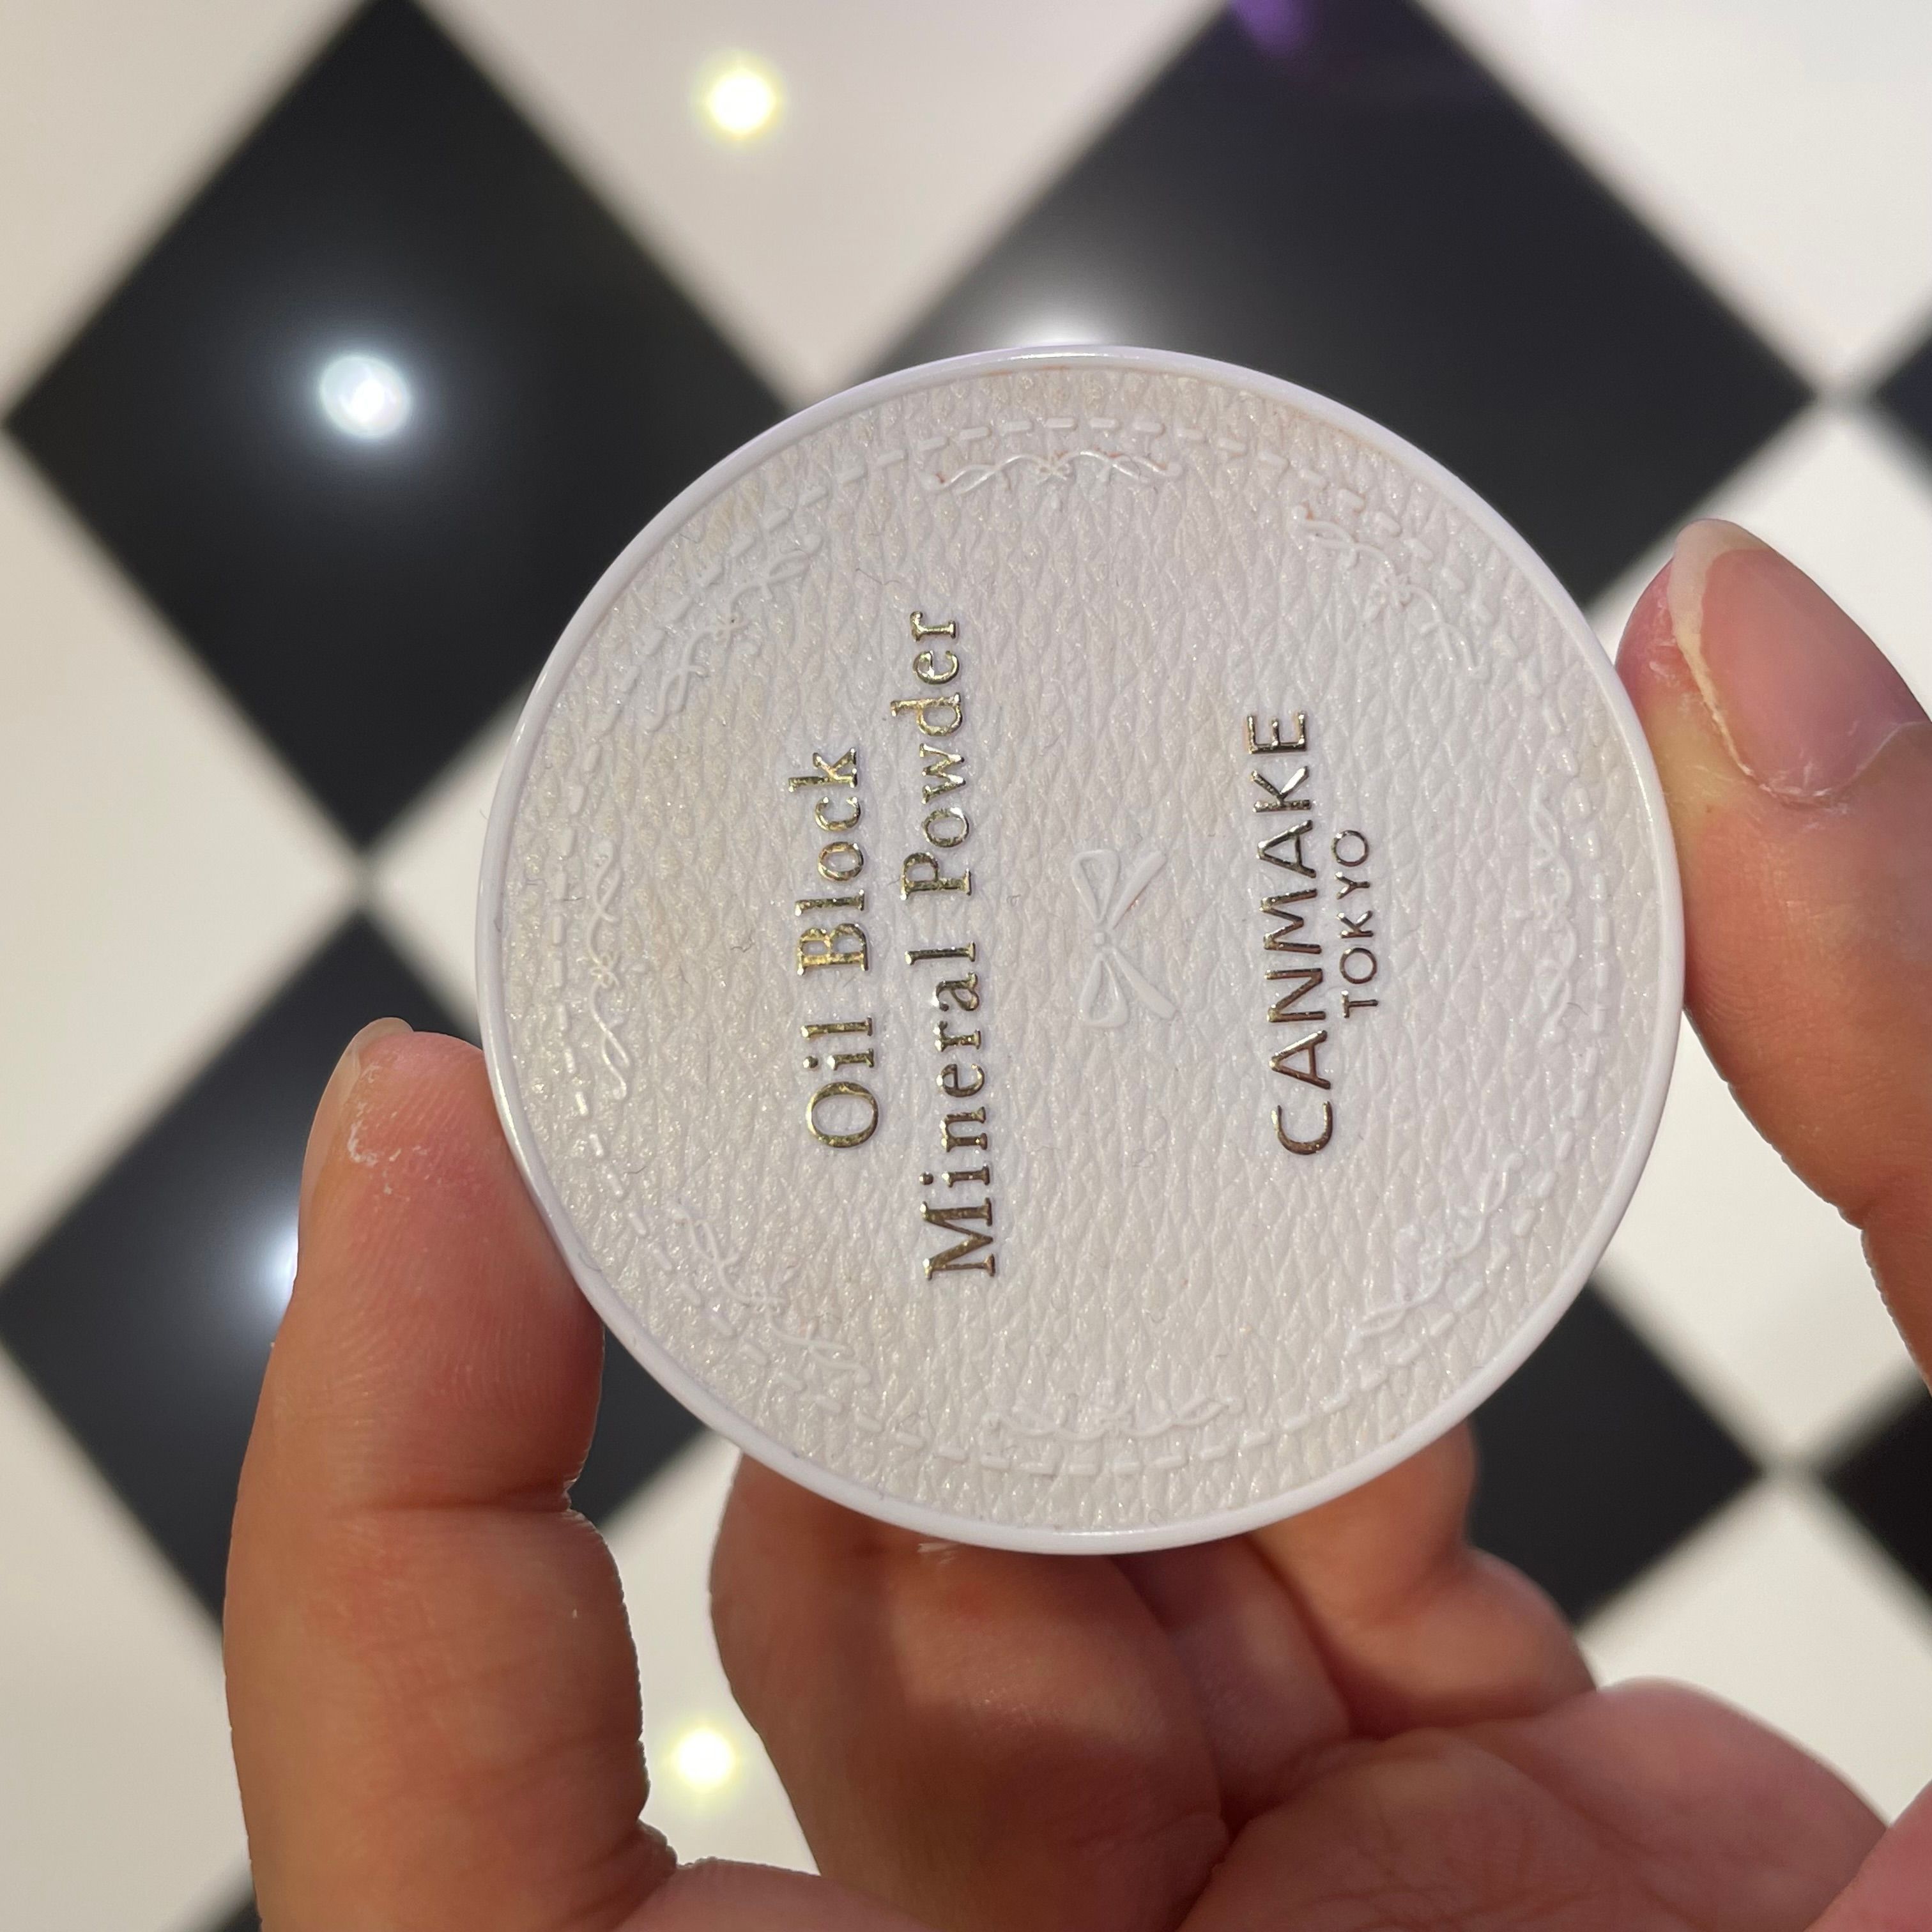 Oil Block
Mineral Powder
CANMAKE
TOKYO